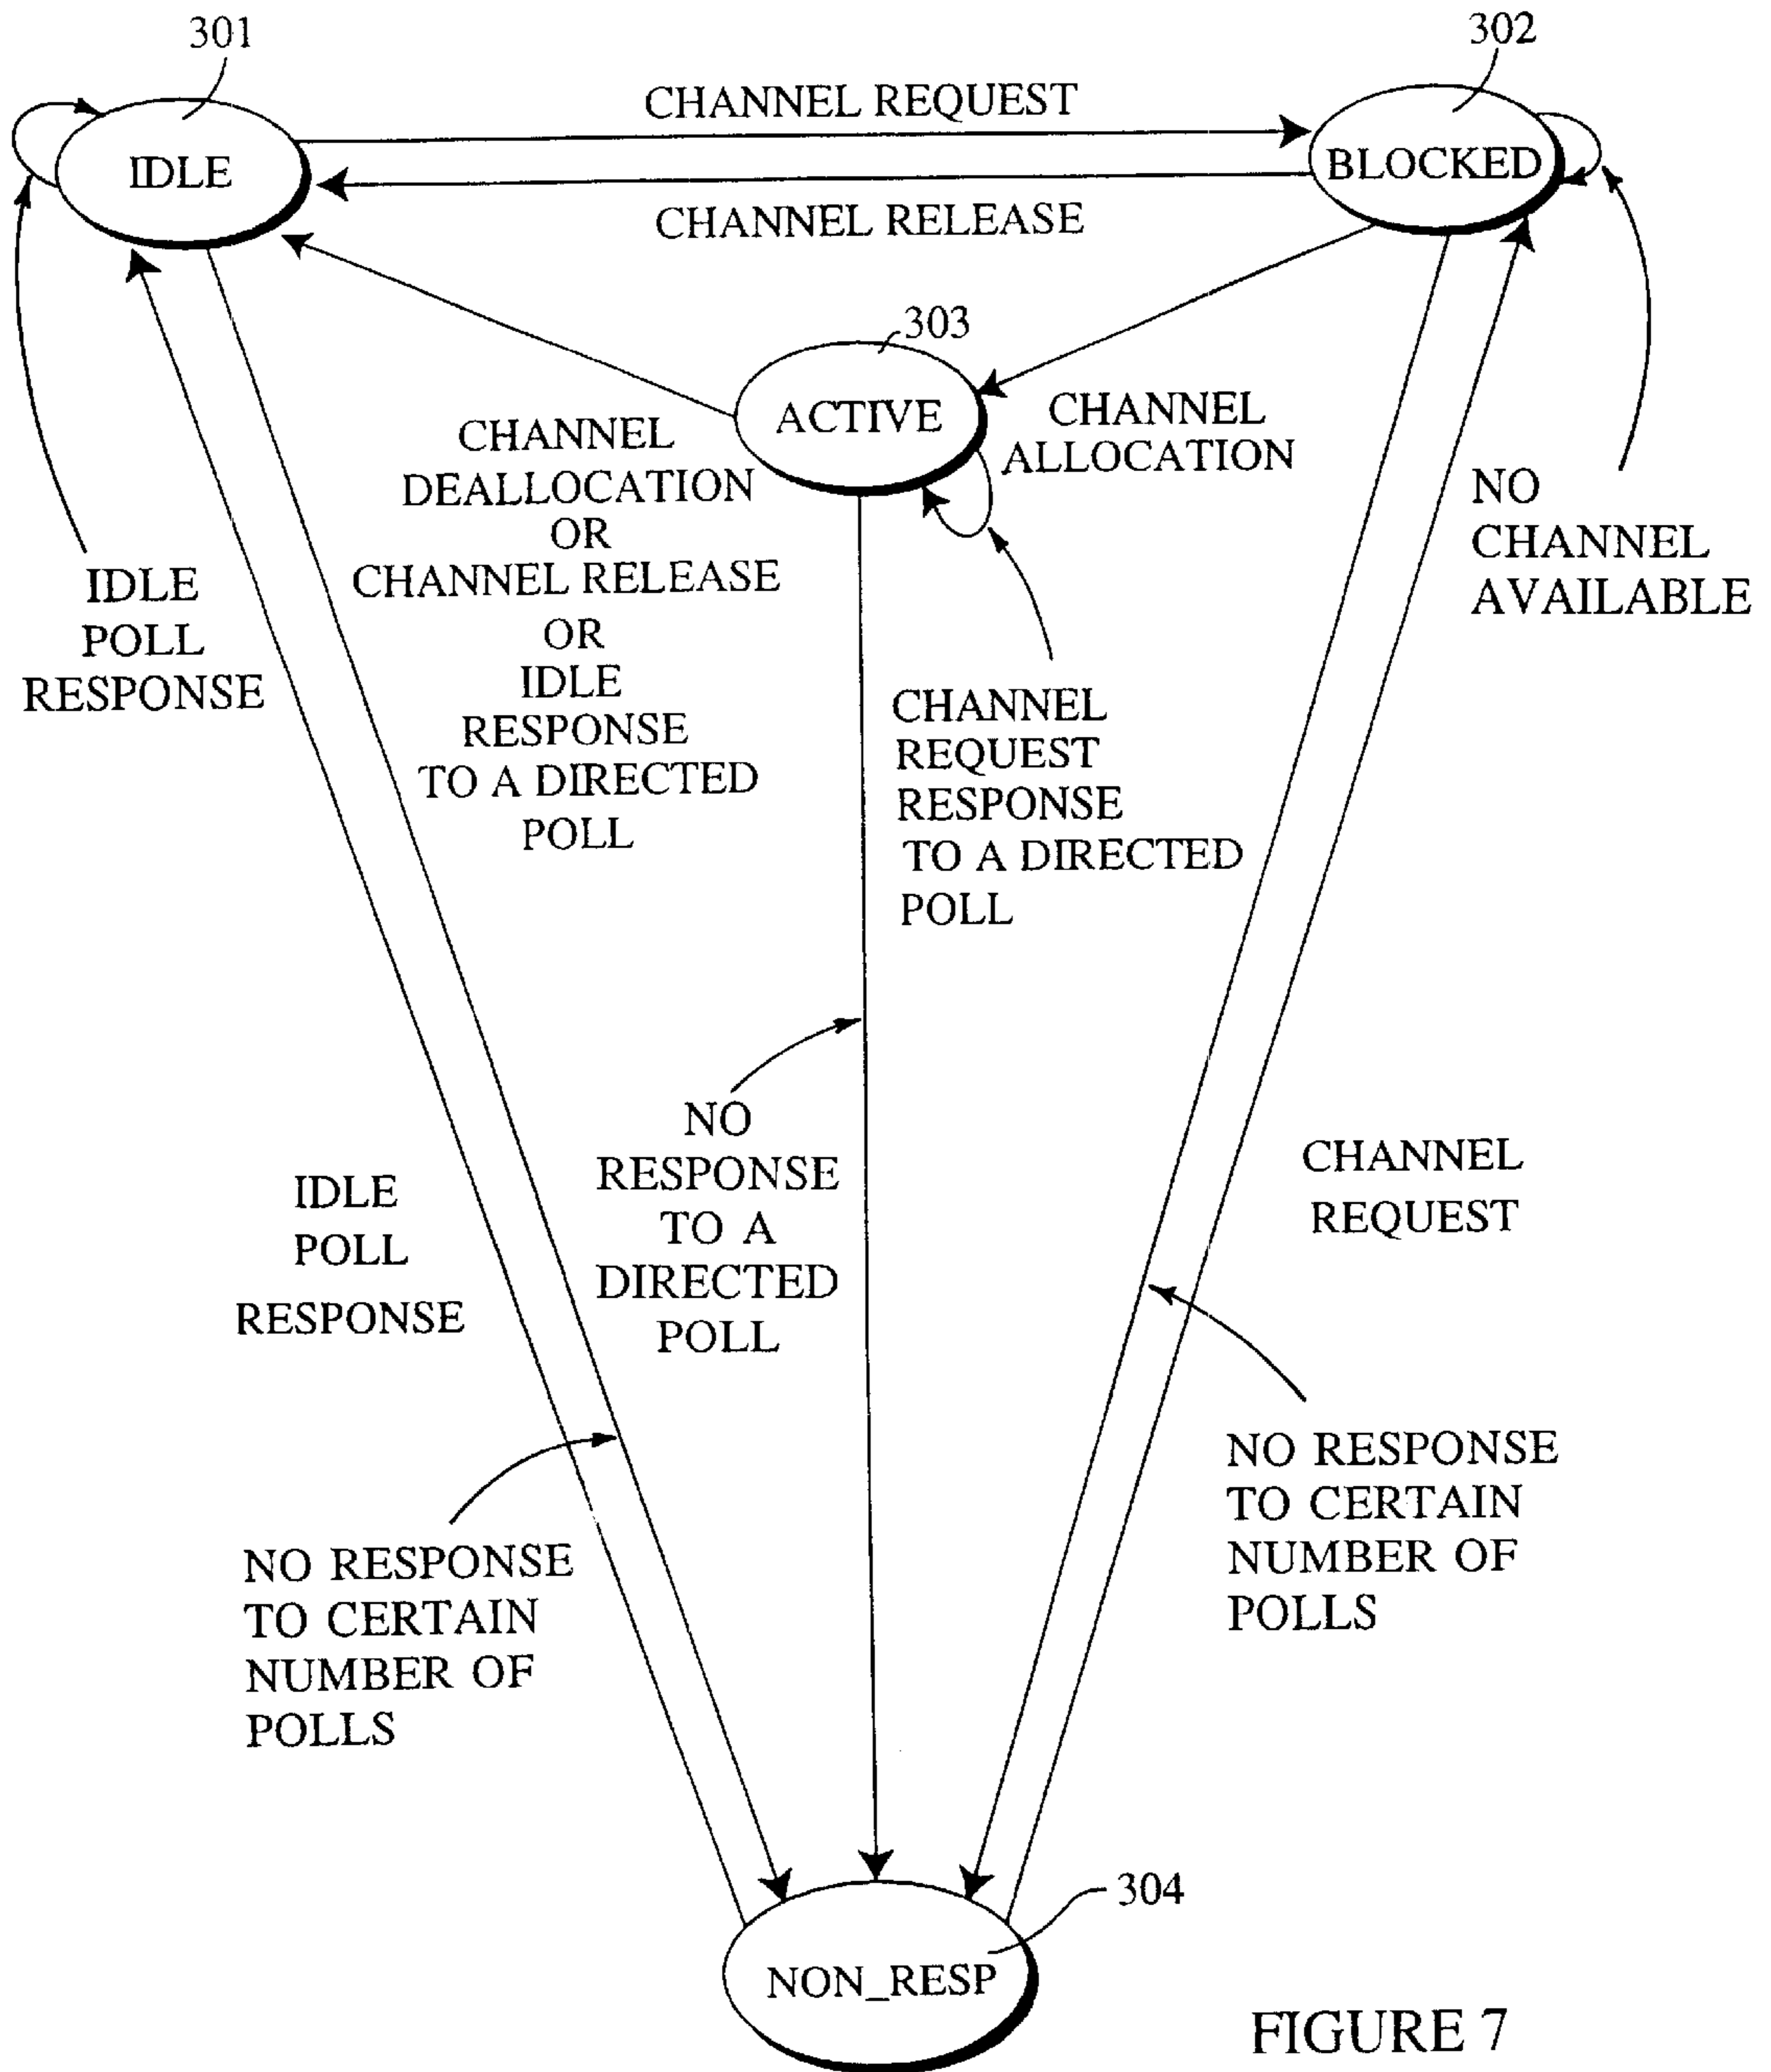 301
302
CHANNEL REQUEST
IDLE
BLOCKED
CHANNEL RELEASE
303
ACTIVE
CHANNEL
ALLOCATION
CHANNEL
DEALLOCATION
OR
CHANNEL RELEASE
OR
IDLE
RESPONSE
TO A DIRECTED
POLL
NO
CHANNEL
AVAILABLE
IDLE
POLL
RESPONSE
CHANNEL
REQUEST
RESPONSE
TO A DIRECTED
POLL
NO
RESPONSE
TO A
DIRECTED
POLL
CHANNEL
REQUEST
IDLE
POLL
RESPONSE
NO RESPONSE
TO CERTAIN
NUMBER OF
POLLS
NO RESPONSE
TO CERTAIN
NUMBER OF
POLLS
304
NON_RESP
FIGURE 7